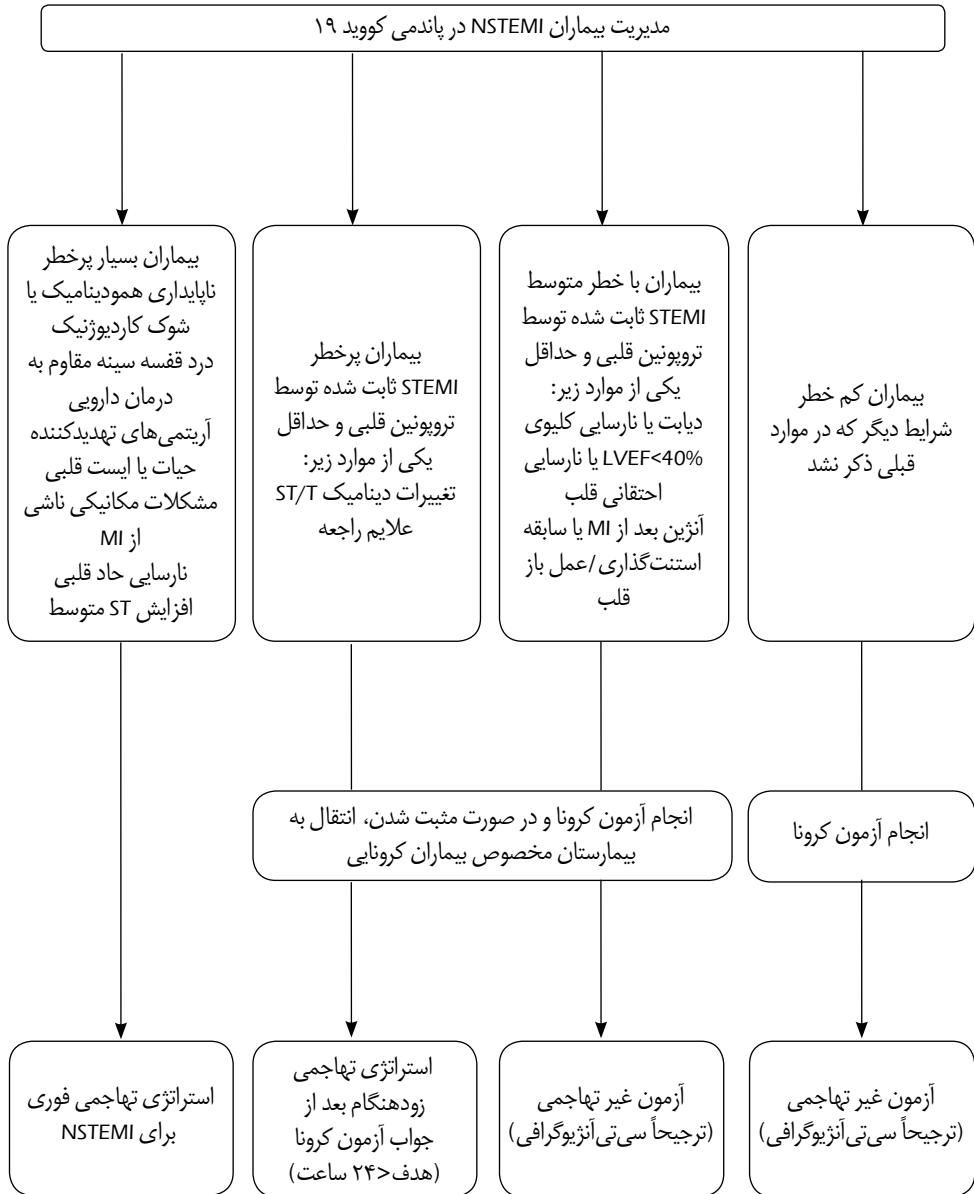 مدیریت بیماران NSTEMI در پاندمی کووید ۱۹
بیماران بسیار پرخطر
ناپایداری همودینامیک یا
شوک کاردیوژنیک
درد قفسه سینه مقاوم به
درمان دارویی
آریتمی‌های تهدیدکننده
حیات یا ایست قلبی
مشکلات مکانیکی ناشی
از MI
نارسایی حاد قلبی
افزایش ST متوسط
بیماران پرخطر
STEMI ثابت شده توسط
تروپونین قلبی و حداقل
یکی از موارد زیر:
تغییرات دینامیک ST/T
علایم راجعه
بیماران با خطر متوسط
STEMI ثابت شده توسط
تروپونین قلبی و حداقل
یکی از موارد زیر:
دیابت یا نارسایی کلیوی
LVEF<40% یا نارسایی
احتقانی قلب
آنژین بعد از MI یا سابقه
استنت‌گذاری/عمل باز
قلب
بیماران کم خطر
شرایط دیگر که در موارد
قبلی ذکر نشد
انجام آزمون کرونا و در صورت مثبت شدن، انتقال به
بیمارستان مخصوص بیماران کرونایی
انجام آزمون کرونا
استراتژی تهاجمی فوری
برای NSTEMI
استراتژی تهاجمی
زودهنگام بعد از
جواب آزمون کرونا
(هدف<۲۴ ساعت)
آزمون غیر تهاجمی
(ترجیحاً سی‌تی‌آنژیوگرافی)
آزمون غیر تهاجمی
(ترجیحاً سی‌تی‌آنژیوگرافی)